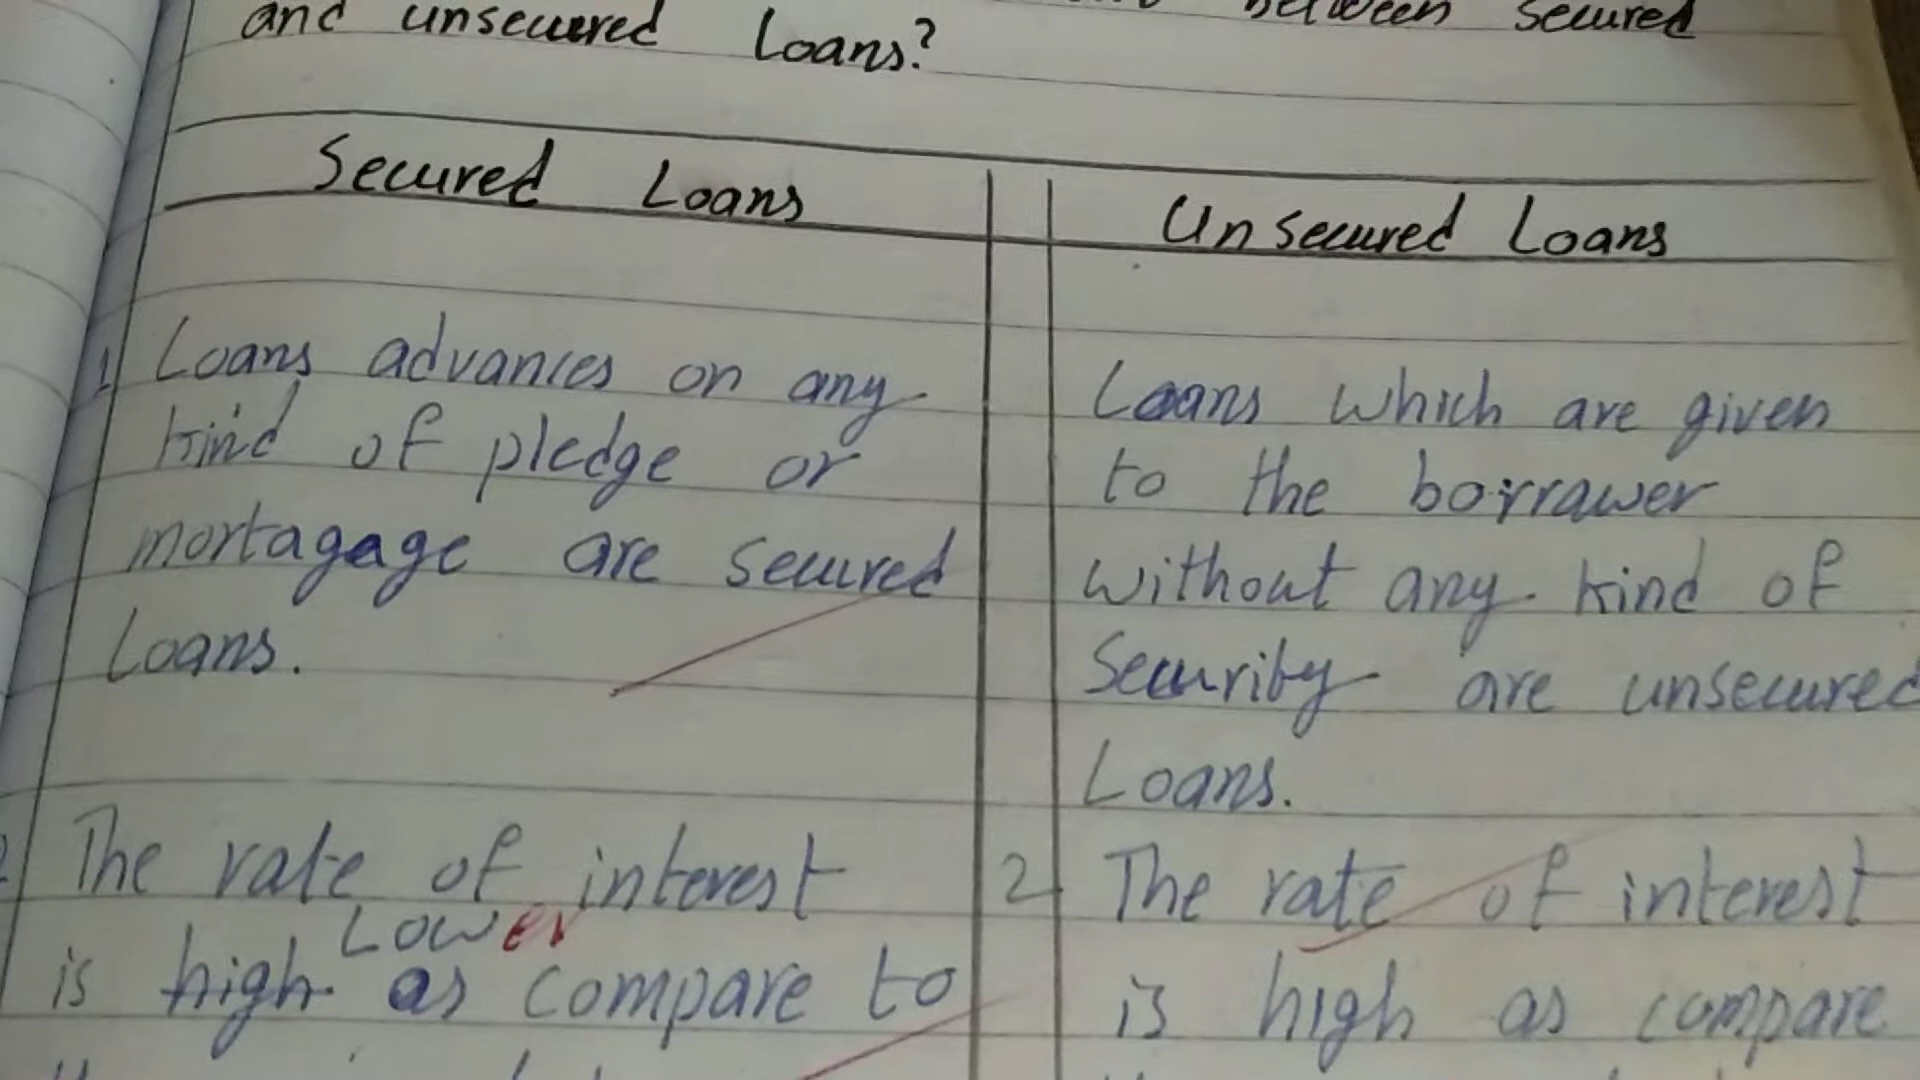 between secured
and unsecured Loans?
Secured Loans
Unsecured Loans
1 Loans advances on any
kind of pledge or
mortagage are secured
Loans.
Loans which are given
to the borrawer
without any kind of
Security are unsecured
Loans.
The rate of interest
Lower
is high as compare to
2 The rate of interest
is high as compare